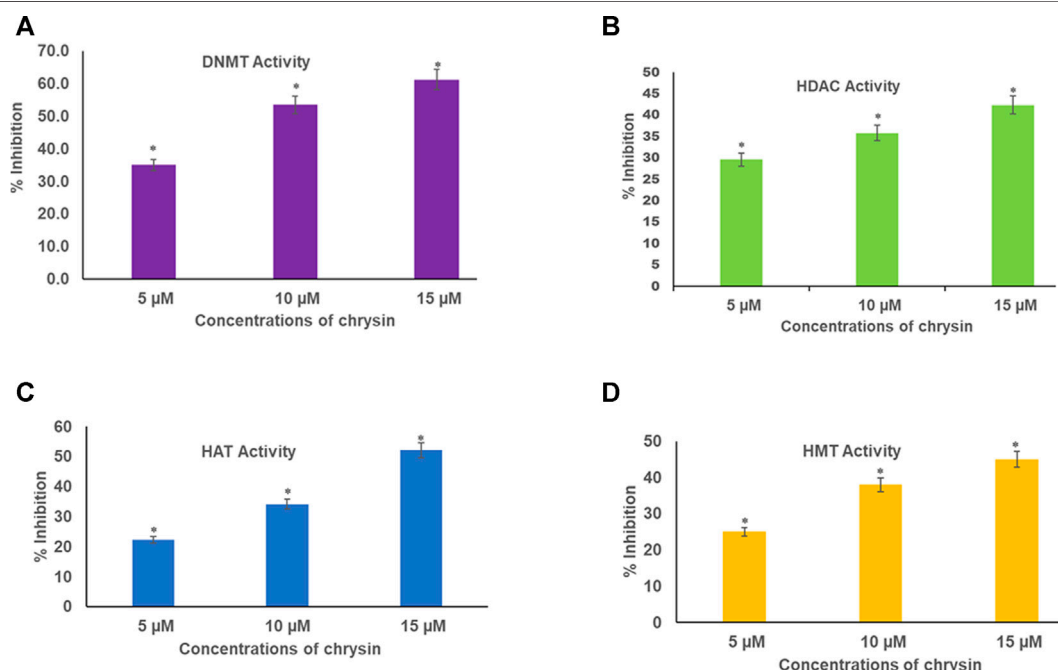 A
70.0
60.0
50.0
40.0
30.0
20.0
10.0
0.0
% Inhibition
DNMT Activity
*
*
*
5 µM 10 µM 15 µM
Concentrations of chrysin
B
50
45
40
35
30
25
20
15
10
5
0
% Inhibition
HDAC Activity
*
*
*
5 µM 10 µM 15 µM
Concentrations of chrysin
C
60
50
40
30
20
10
0
% Inhibition
HAT Activity
*
*
*
5 µM 10 µM 15 µM
Concentrations of chrysin
D
50
40
30
20
10
0
% Inhibition
HMT Activity
*
*
*
5 µM 10 µM 15 µM
Concentrations of chrysin